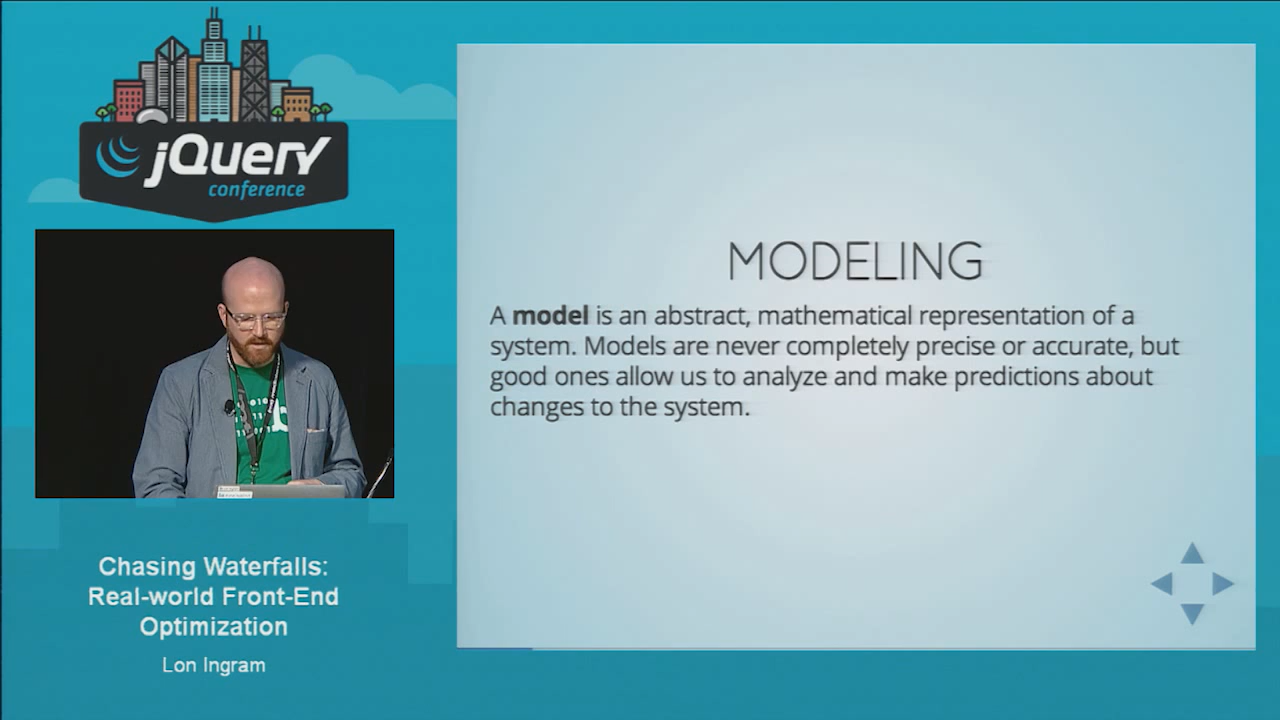 jQuery
conference
MODELING
A model is an abstract, mathematical representation of a
system. Models are never completely precise or accurate, but
good ones allow us to analyze and make predictions about
changes to the system.
Chasing Waterfalls:
Real-world Front-End
Optimization
Lon Ingram